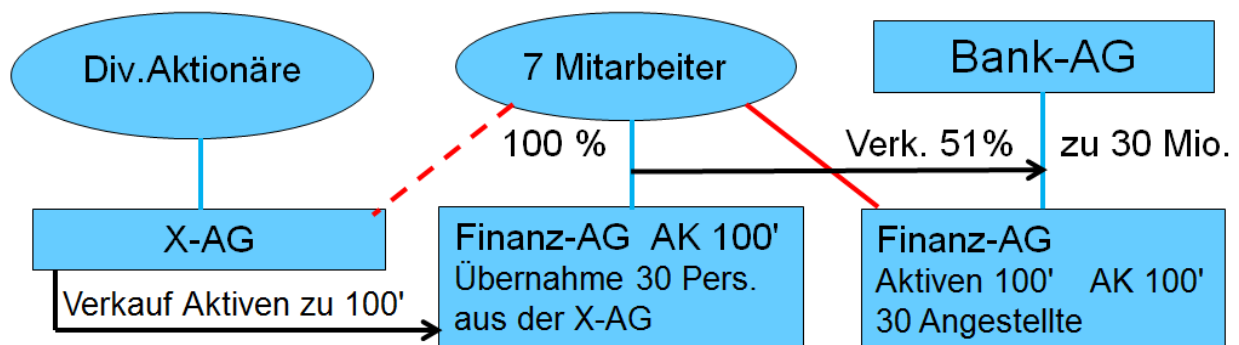 Div.Aktionäre
7 Mitarbeiter
Bank-AG
100 %
Verk. 51%
zu 30 Mio.
X-AG
Verkauf Aktiven zu 100'
Finanz-AG AK 100'
Übernahme 30 Pers.
aus der X-AG
Finanz-AG
Aktiven 100' AK 100'
30 Angestellte